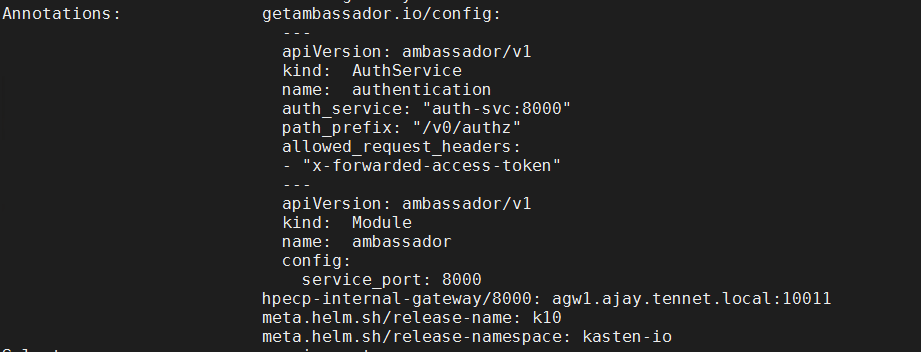 Annotations: getambassador.io/config:
---
apiVersion: ambassador/v1
kind:  AuthService
name:  authentication
auth_service: "auth-svc:8000"
path_prefix: "/v0/authz"
allowed_request_headers:
- "x-forwarded-access-token"
---
apiVersion: ambassador/v1
kind:  Module
name:  ambassador
config:
service_port: 8000
hpecp-internal-gateway/8000: agw1.ajay.tennet.local:10011
meta.helm.sh/release-name: k10
meta.helm.sh/release-namespace: kasten-io